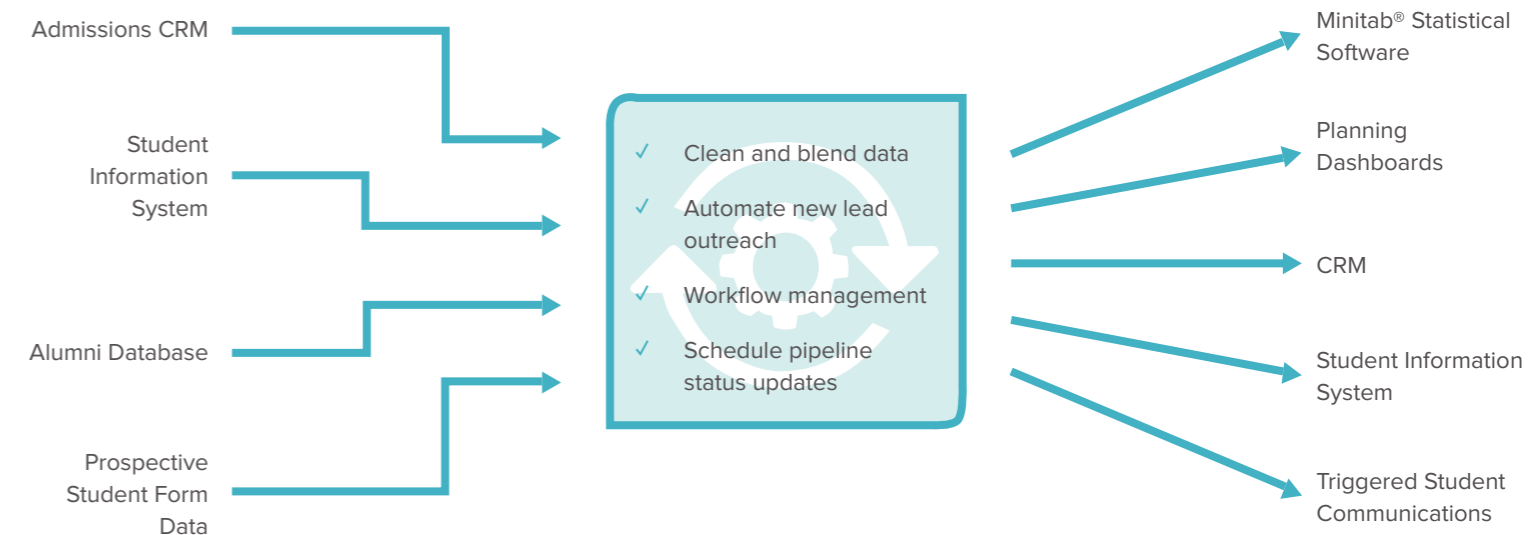 Admissions CRM
Student
Information
System
Alumni Database
Prospective
Student Form
Data
✓ Clean and blend data
✓ Automate new lead
outreach
✓ Workflow management
✓ Schedule pipeline
status updates
Minitab® Statistical
Software
Planning
Dashboards
CRM
Student Information
System
Triggered Student
Communications